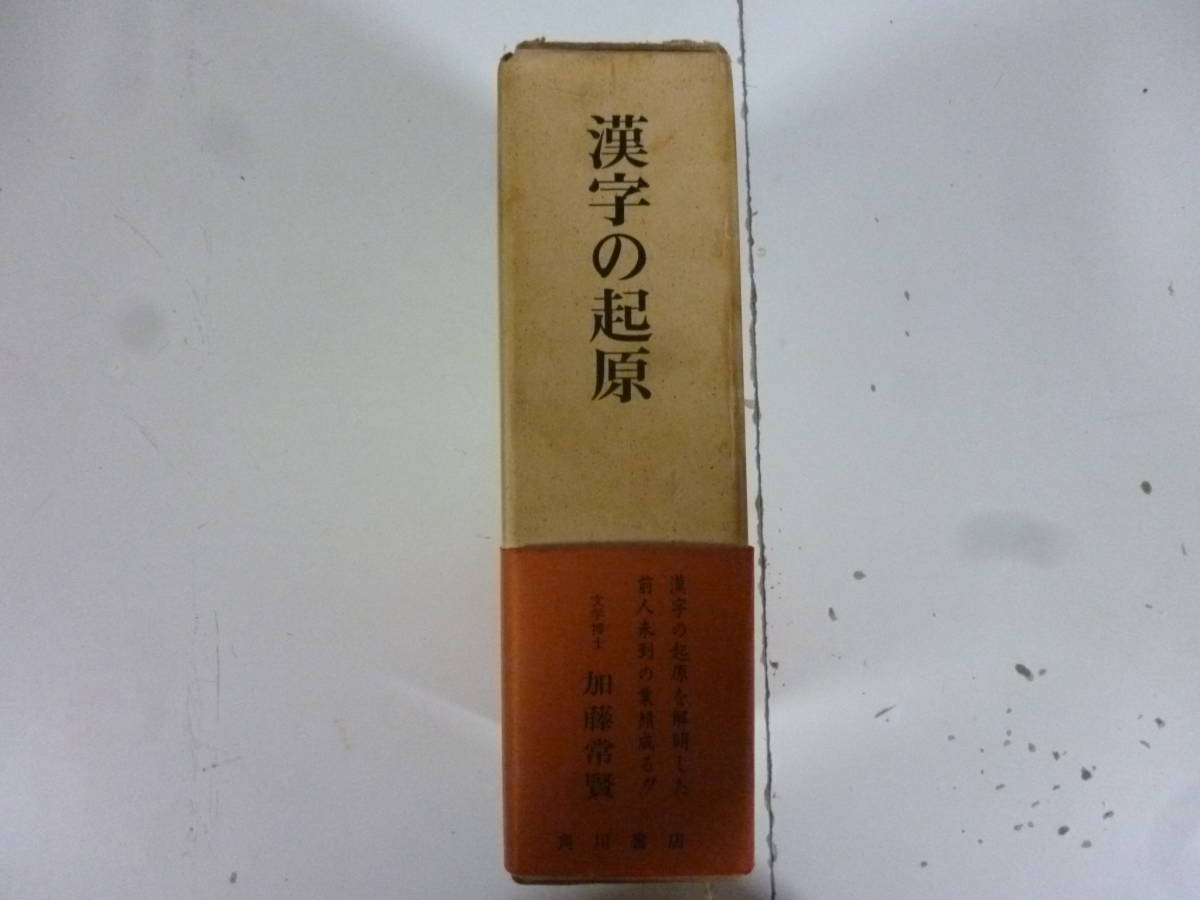 漢字の起原
漢字の起原を解明した
前人未到の業績成る!!
文学博士 加藤常賢
角川書店